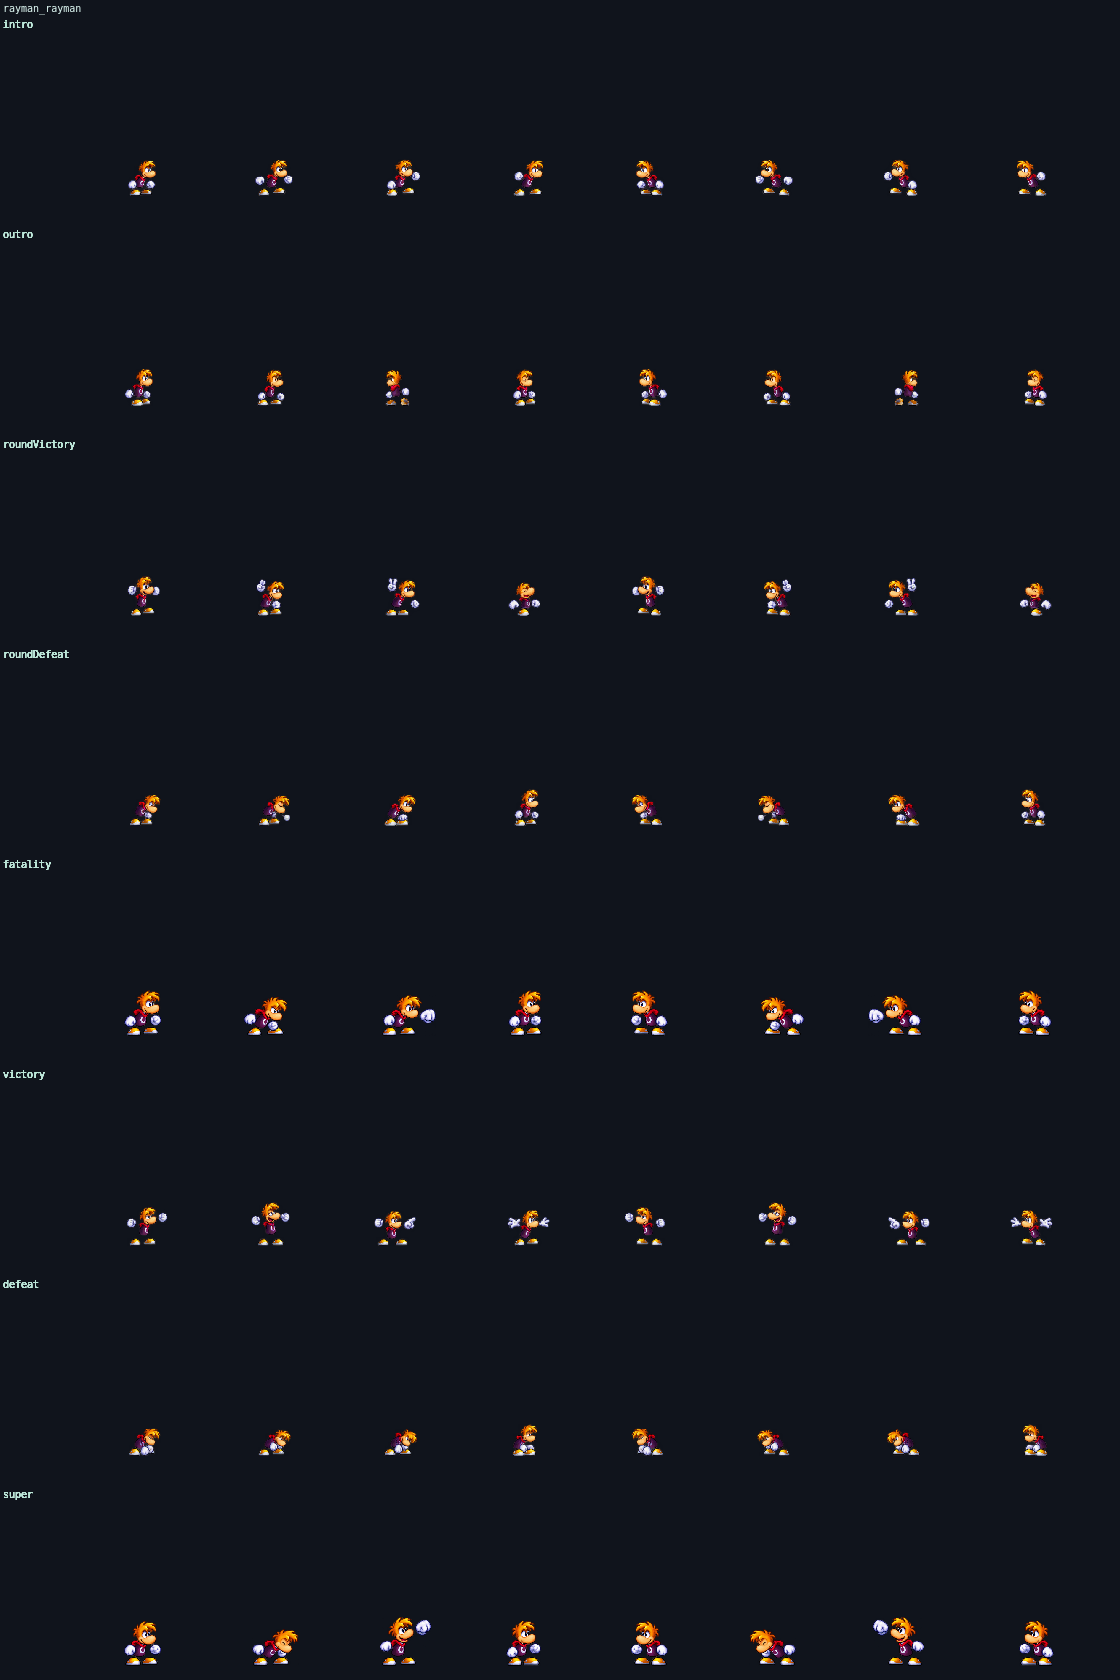 rayman_rayman
intro
outro
roundVictory
roundDefeat
fatality
victory
defeat
super